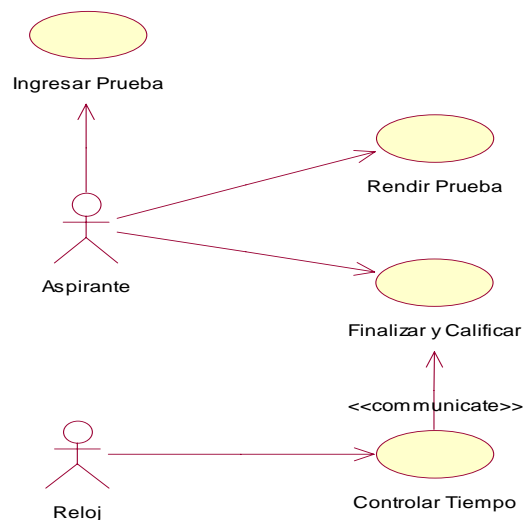 Ingresar Prueba
Rendir Prueba
Aspirante
Finalizar y Calificar
<<communicate>>
Controlar Tiempo
Reloj